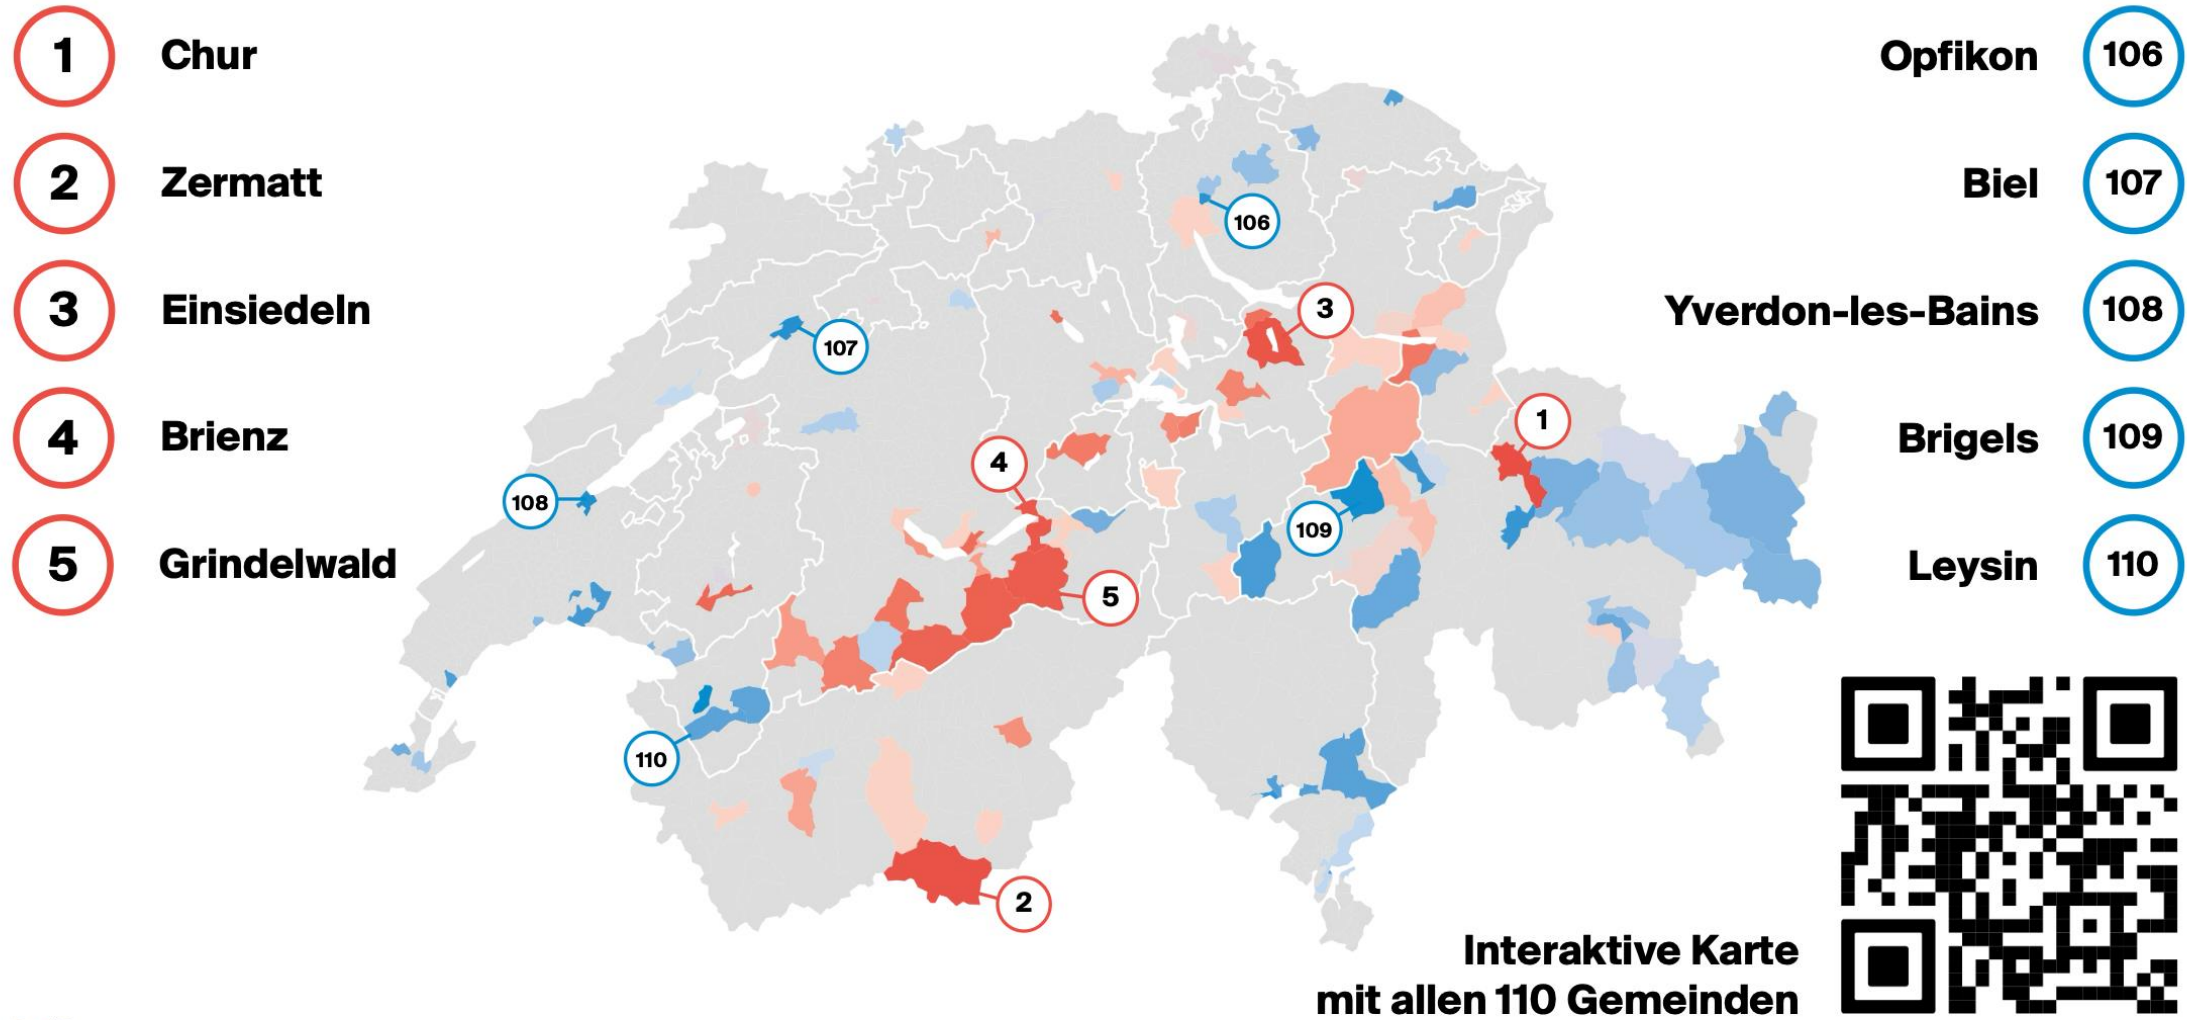 1 Chur
2 Zermatt
3 Einsiedeln
4 Brienz
5 Grindelwald
Opfikon 106
Biel 107
Yverdon-les-Bains 108
Brigels 109
Leysin 110
106
3
107
1
4
108
109
5
110
2
Interaktive Karte
mit allen 110 Gemeinden